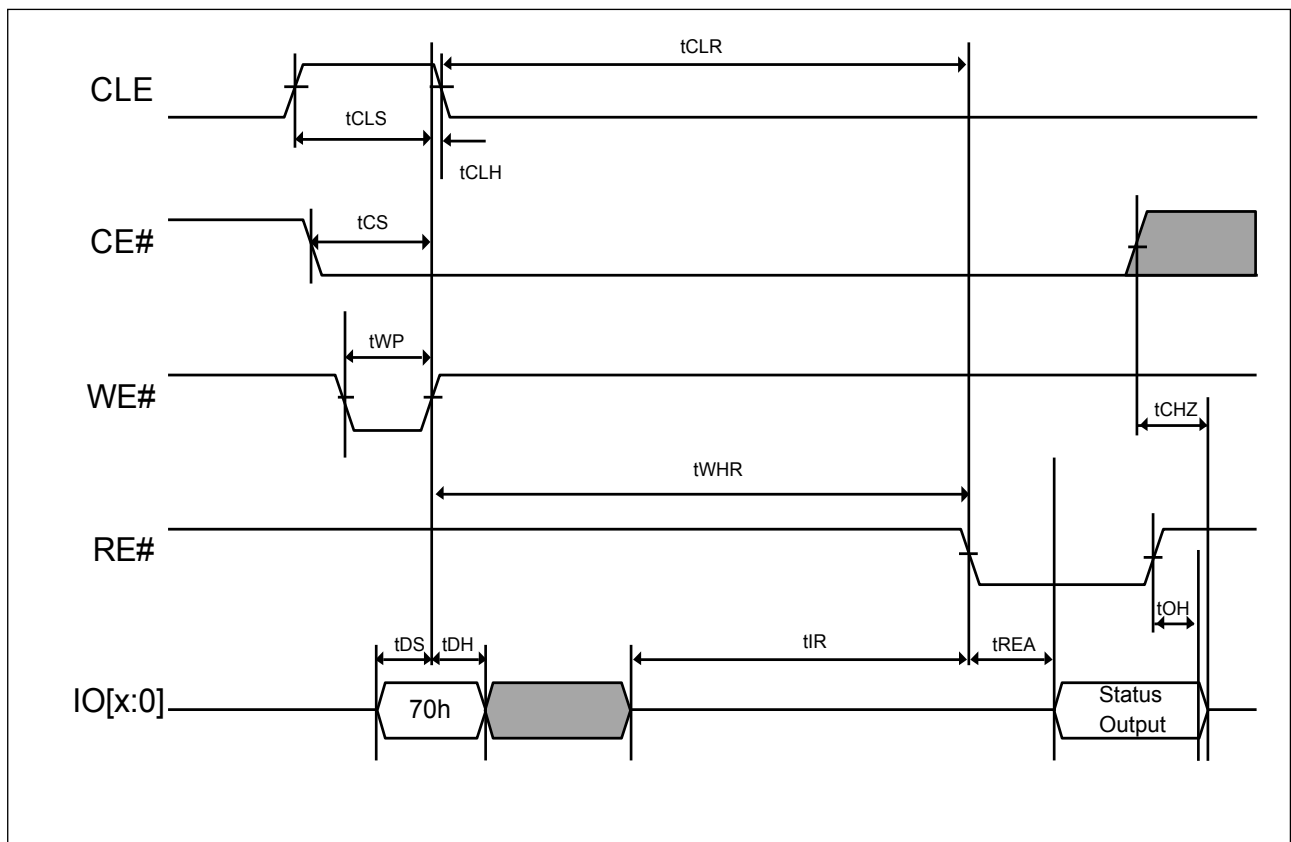 tCLR
CLE
tCLS
tCLH
tCS
CE#
tWP
WE#
tCHZ
tWHR
RE#
tOH
tDS tDH tIR tREA
IO[x:0] 70h Status
Output